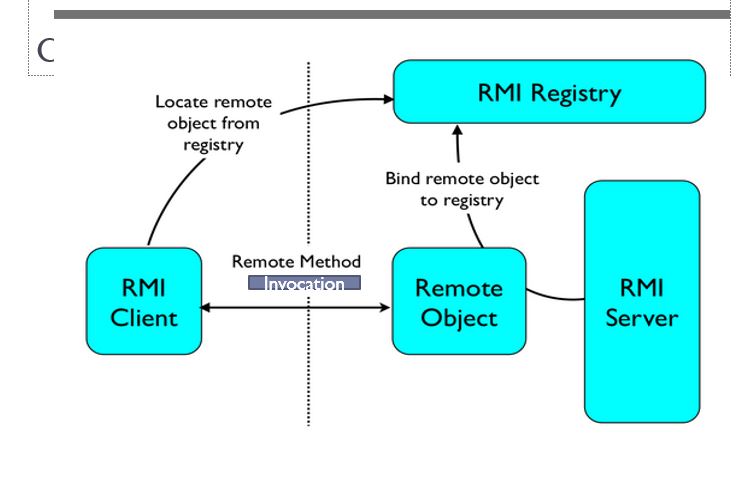 RMI Registry
Locate remote
object from
registry
Bind remote object
to registry
Remote Method
Invocation
RMI
Client
Remote
Object
RMI
Server